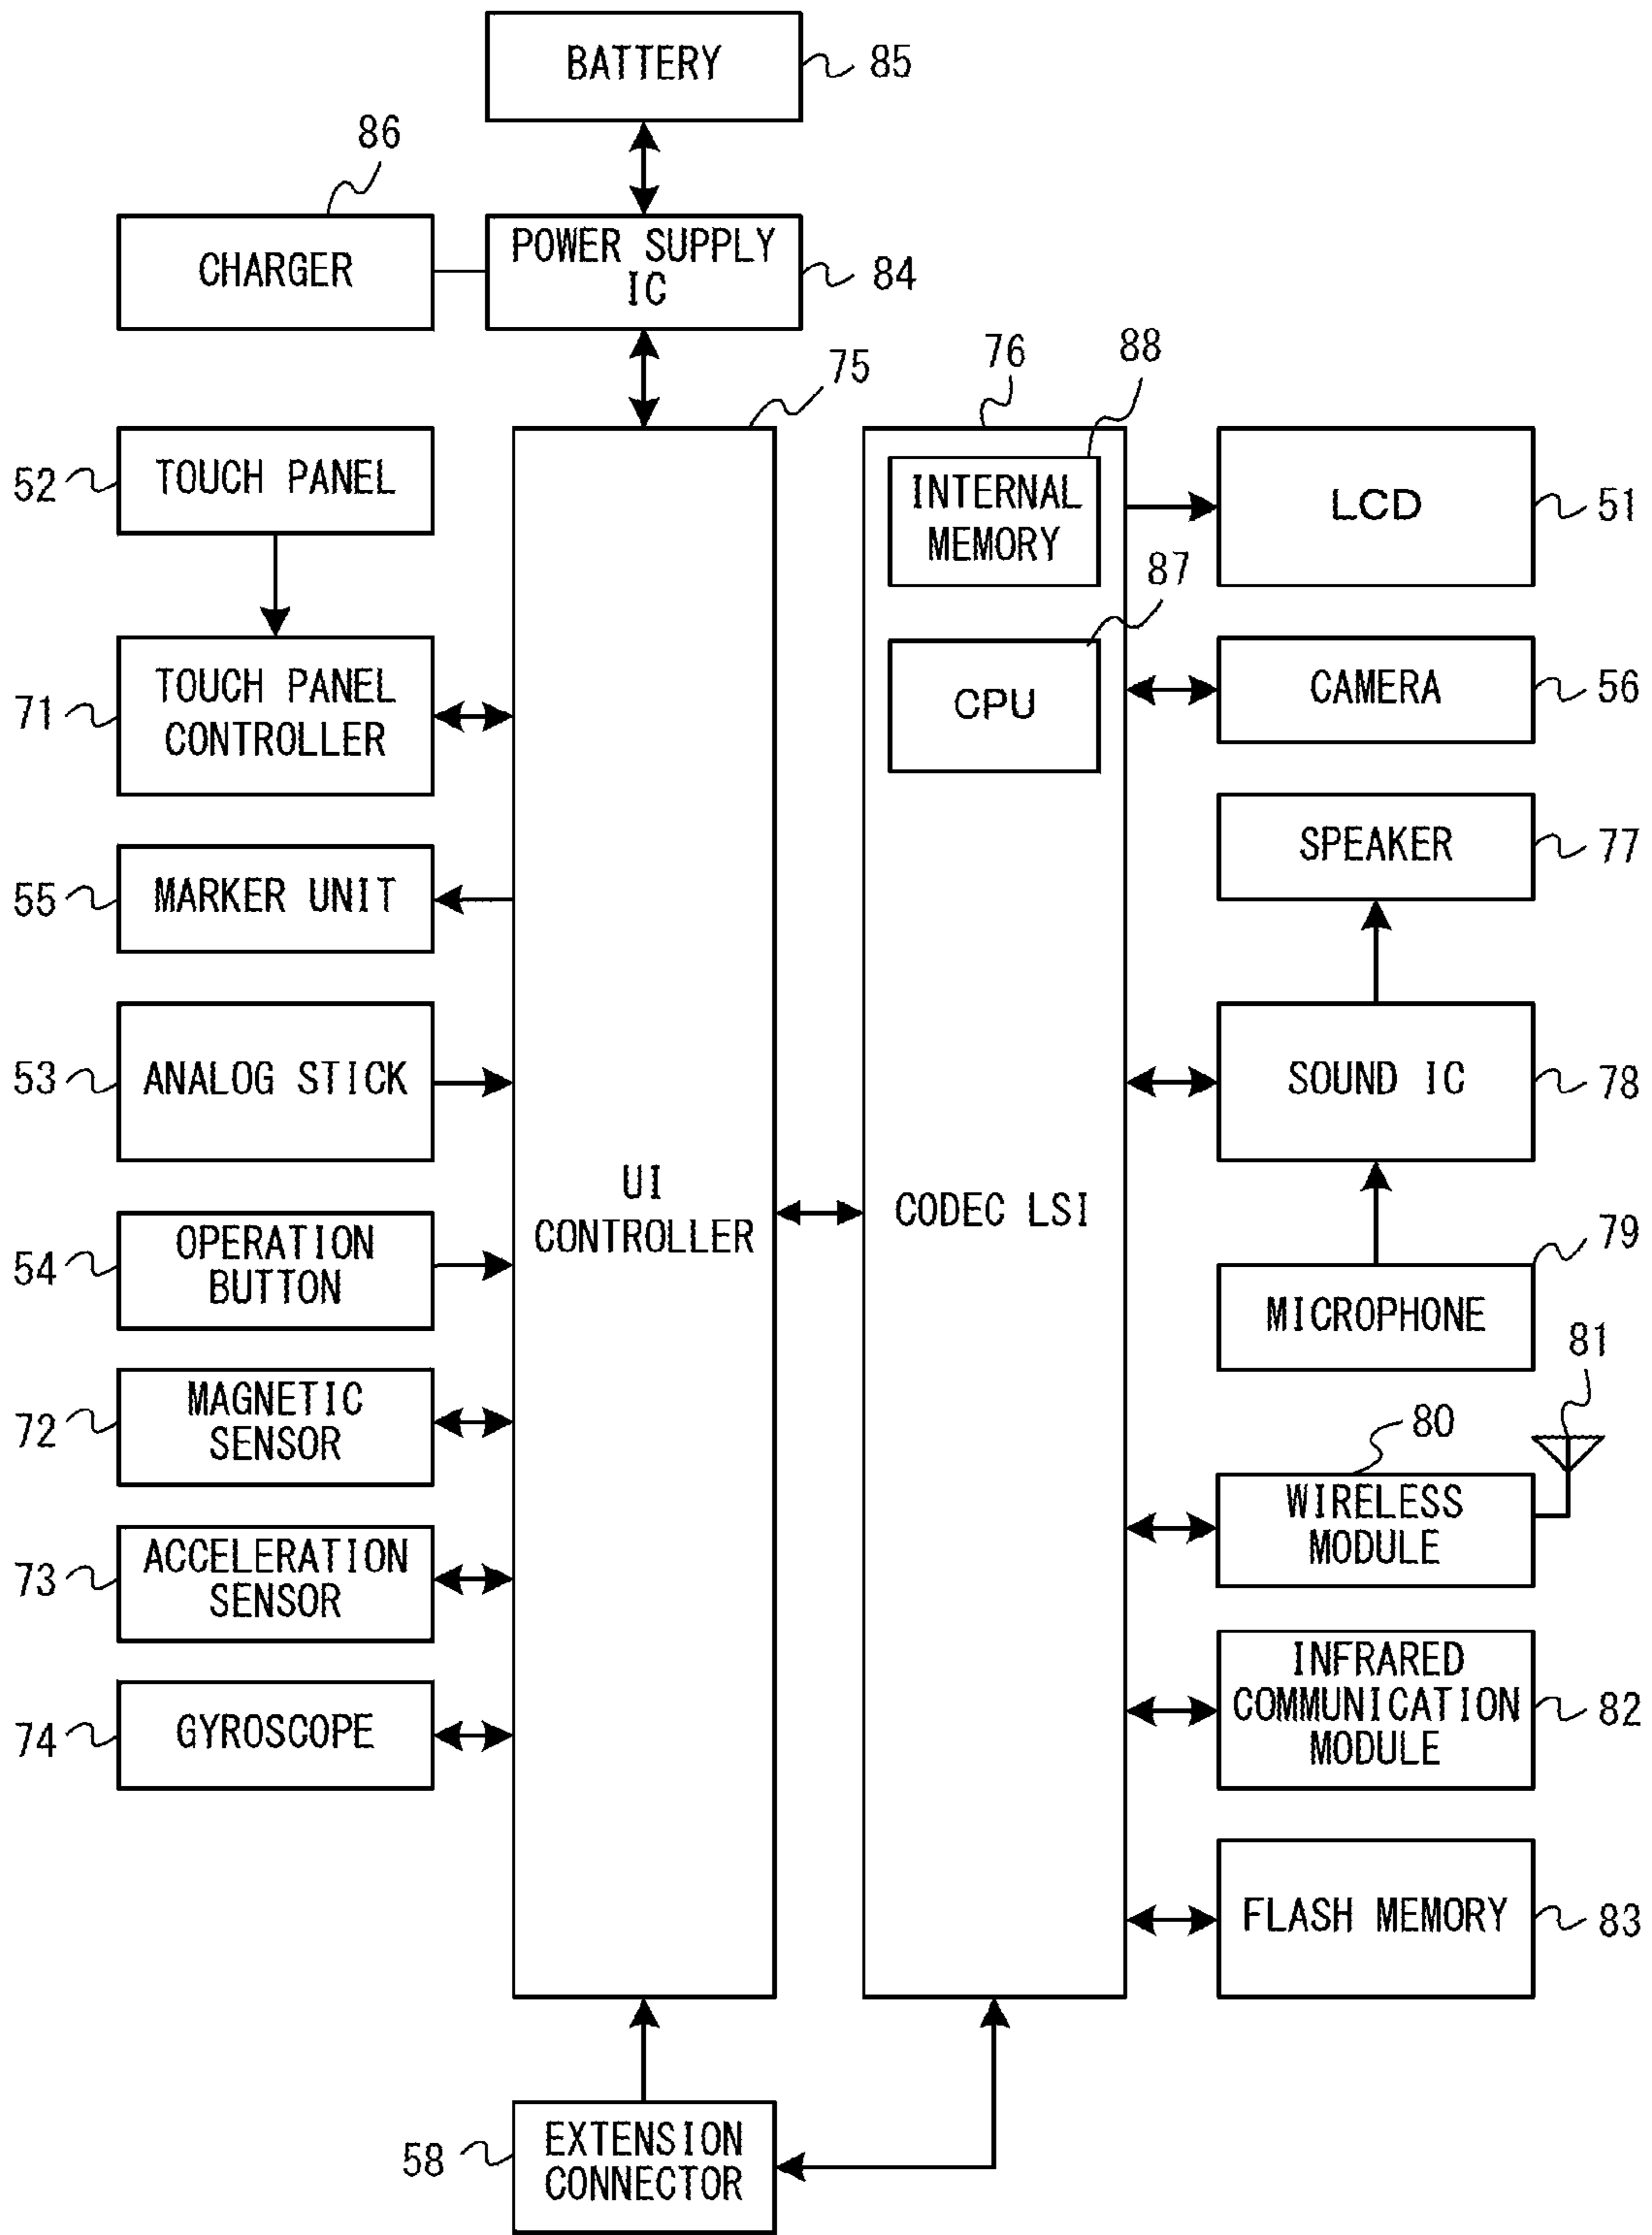 BATTERY
85
86
CHARGER
POWER SUPPLY
IC
84
75
76
88
52
TOUCH PANEL
INTERNAL
MEMORY
LCD
51
87
71
TOUCH PANEL
CONTROLLER
CPU
CAMERA
56
SPEAKER
77
55
MARKER UNIT
53
ANALOG STICK
SOUND IC
78
UI
CONTROLLER
CODEC LSI
54
OPERATION
BUTTON
79
MICROPHONE
81
72
MAGNETIC
SENSOR
80
WIRELESS
MODULE
73
ACCELERATION
SENSOR
74
GYROSCOPE
INFRARED
COMMUNICATION
MODULE
82
FLASH MEMORY
83
58
EXTENSION
CONNECTOR